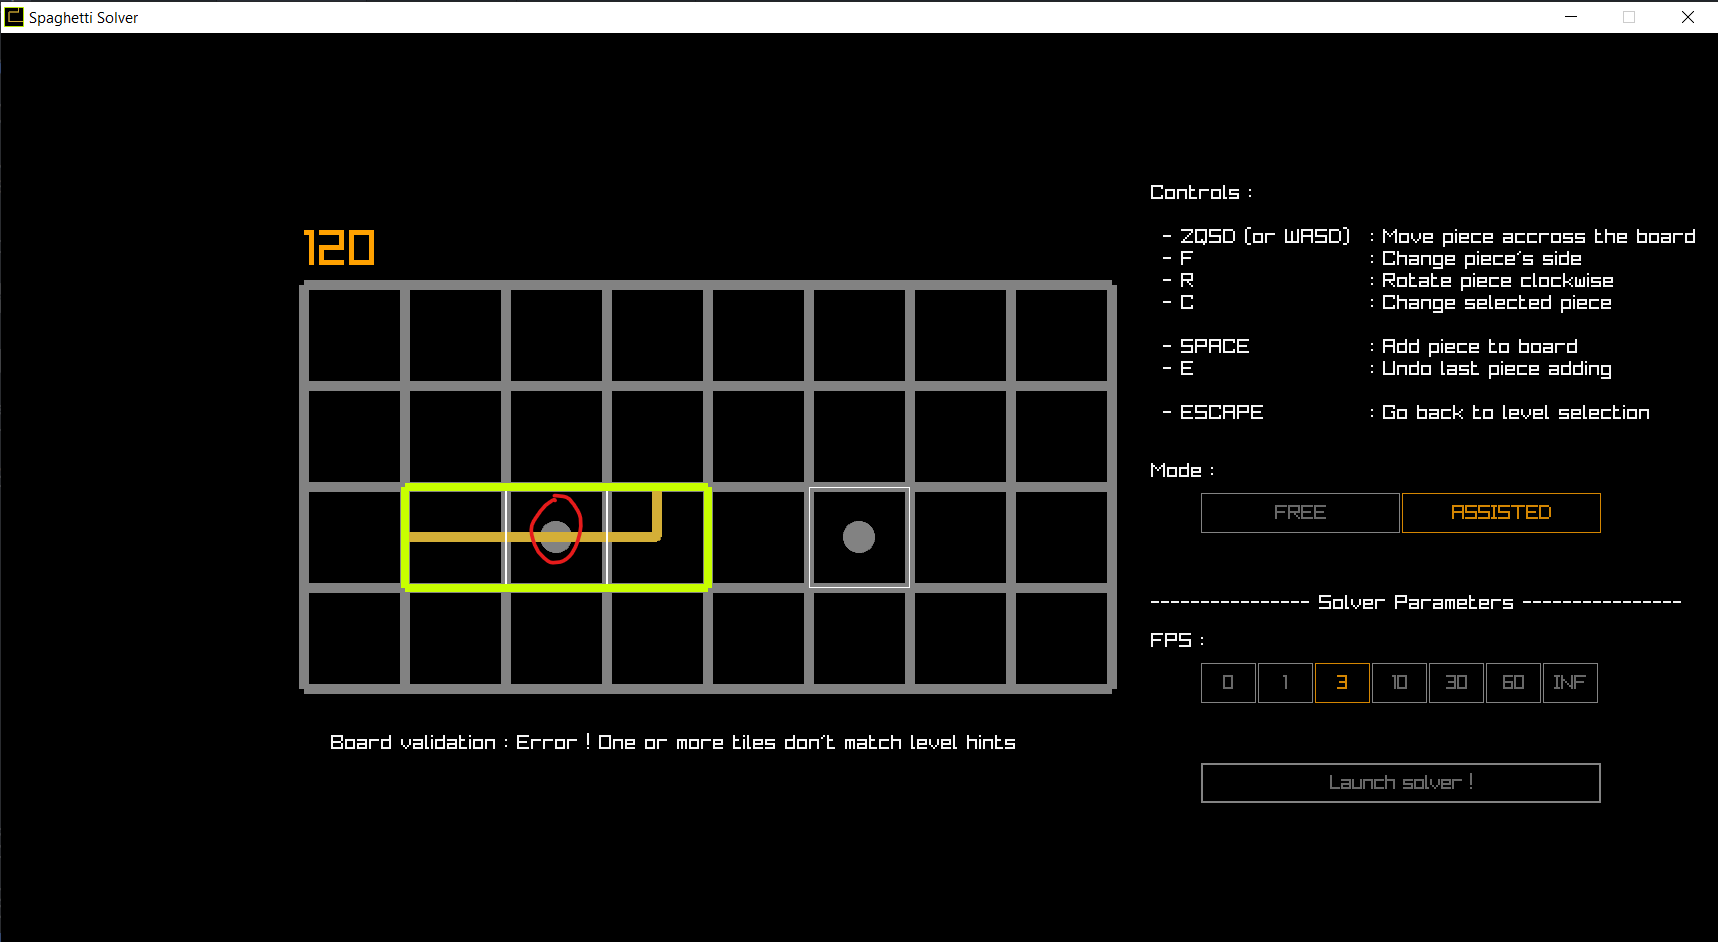 Spaghetti Solver
120
Controls :
- ZQSD (or WASD) : Move piece accross the board
- F : Change piece's side
- R : Rotate piece clockwise
- C : Change selected piece
- SPACE : Add piece to board
- E : Undo last piece adding
- ESCAPE : Go back to level selection
Mode :
FREE ASSISTED
---------------- Solver Parameters ----------------
FPS :
0 1 3 10 30 60 INF
Board validation : Error ! One or more tiles don't match level hints
Launch solver !